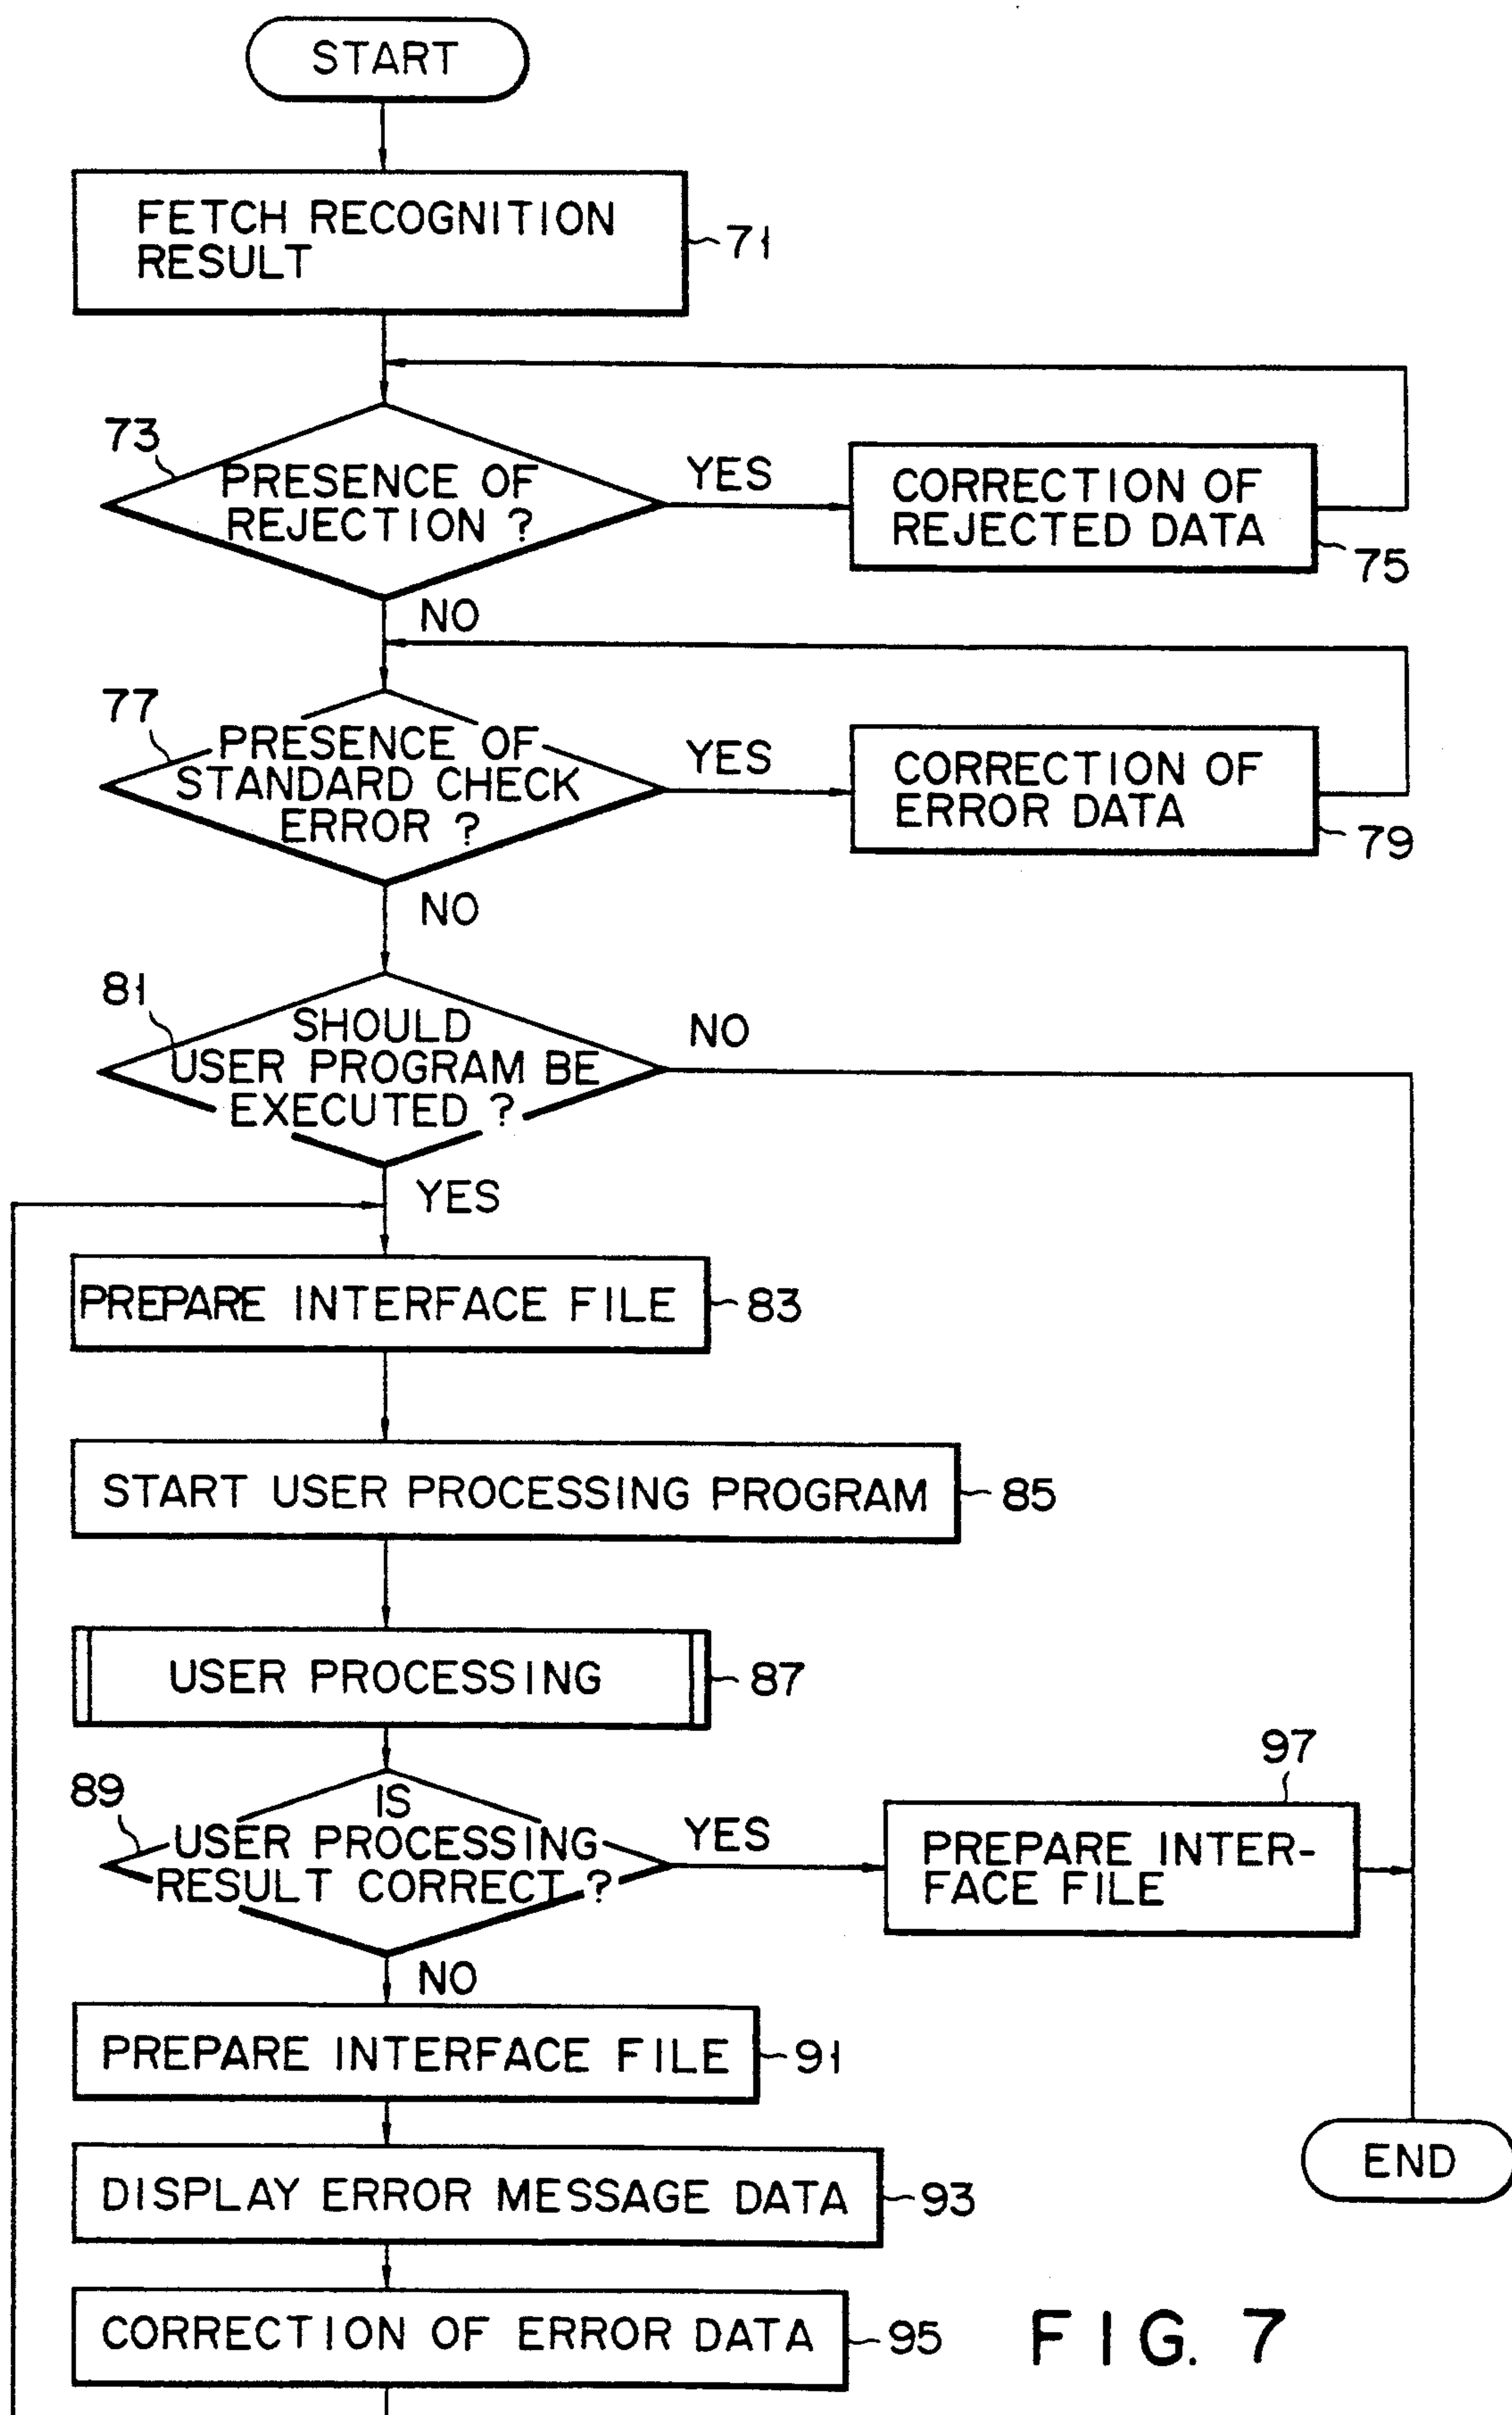 START
FETCH RECOGNITION
RESULT
71
73
PRESENCE OF
REJECTION ?
YES
CORRECTION OF
REJECTED DATA
75
NO
77
PRESENCE OF
STANDARD CHECK
ERROR ?
YES
CORRECTION OF
ERROR DATA
79
NO
81
SHOULD
USER PROGRAM BE
EXECUTED ?
NO
YES
PREPARE INTERFACE FILE
83
START USER PROCESSING PROGRAM
85
USER PROCESSING
87
89
IS
USER PROCESSING
RESULT CORRECT ?
YES
97
PREPARE INTER-
FACE FILE
NO
PREPARE INTERFACE FILE
91
END
DISPLAY ERROR MESSAGE DATA
93
CORRECTION OF ERROR DATA
95
FIG. 7